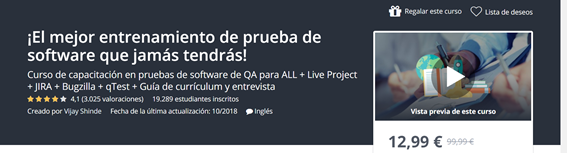 Regalar este curso
Lista de deseos
¡El mejor entrenamiento de prueba de
software que jamás tendrás!
Curso de capacitación en pruebas de software de QA para ALL + Live Project
+ JIRA + Bugzilla + qTest + Guía de currículum y entrevista
4,1 (3.025 valoraciones) 19.289 estudiantes inscritos
Creado por Vijay Shinde Fecha de la última actualización: 10/2018 Inglés
Vista previa de este curso
12,99 € 99,99 €